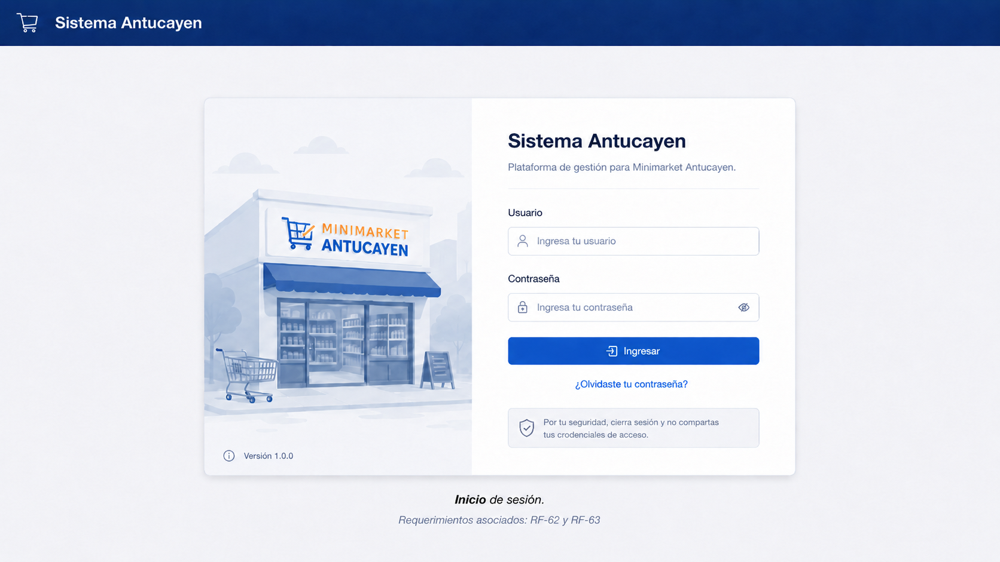 Sistema Antucayen
MINIMARKET
ANTUCAYEN
Versión 1.0.0
Sistema Antucayen
Plataforma de gestión para Minimarket Antucayen.
Usuario
Ingresa tu usuario
Contraseña
Ingresa tu contraseña
Ingresar
¿Olvidaste tu contraseña?
Por tu seguridad, cierra sesión y no compartas
tus credenciales de acceso.
Inicio de sesión.
Requerimientos asociados: RF-62 y RF-63